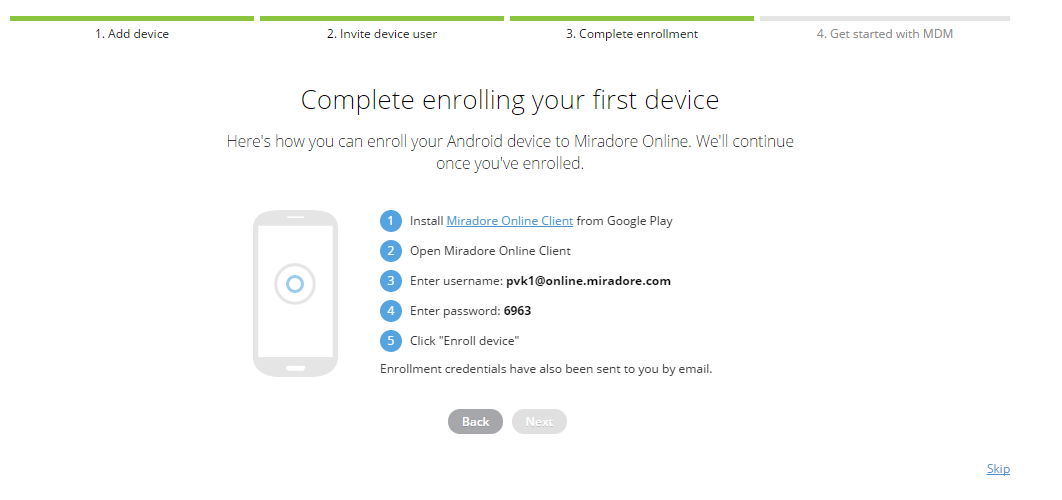 1. Add device
2. Invite device user
3. Complete enrollment
4. Get started with MDM
Complete enrolling your first device
Here's how you can enroll your Android device to Miradore Online. We'll continue
once you've enrolled.
1 Install Miradore Online Client from Google Play
2 Open Miradore Online Client
3 Enter username: pvk1@online.miradore.com
4 Enter password: 6963
5 Click "Enroll device"
Enrollment credentials have also been sent to you by email.
Back
Next
Skip